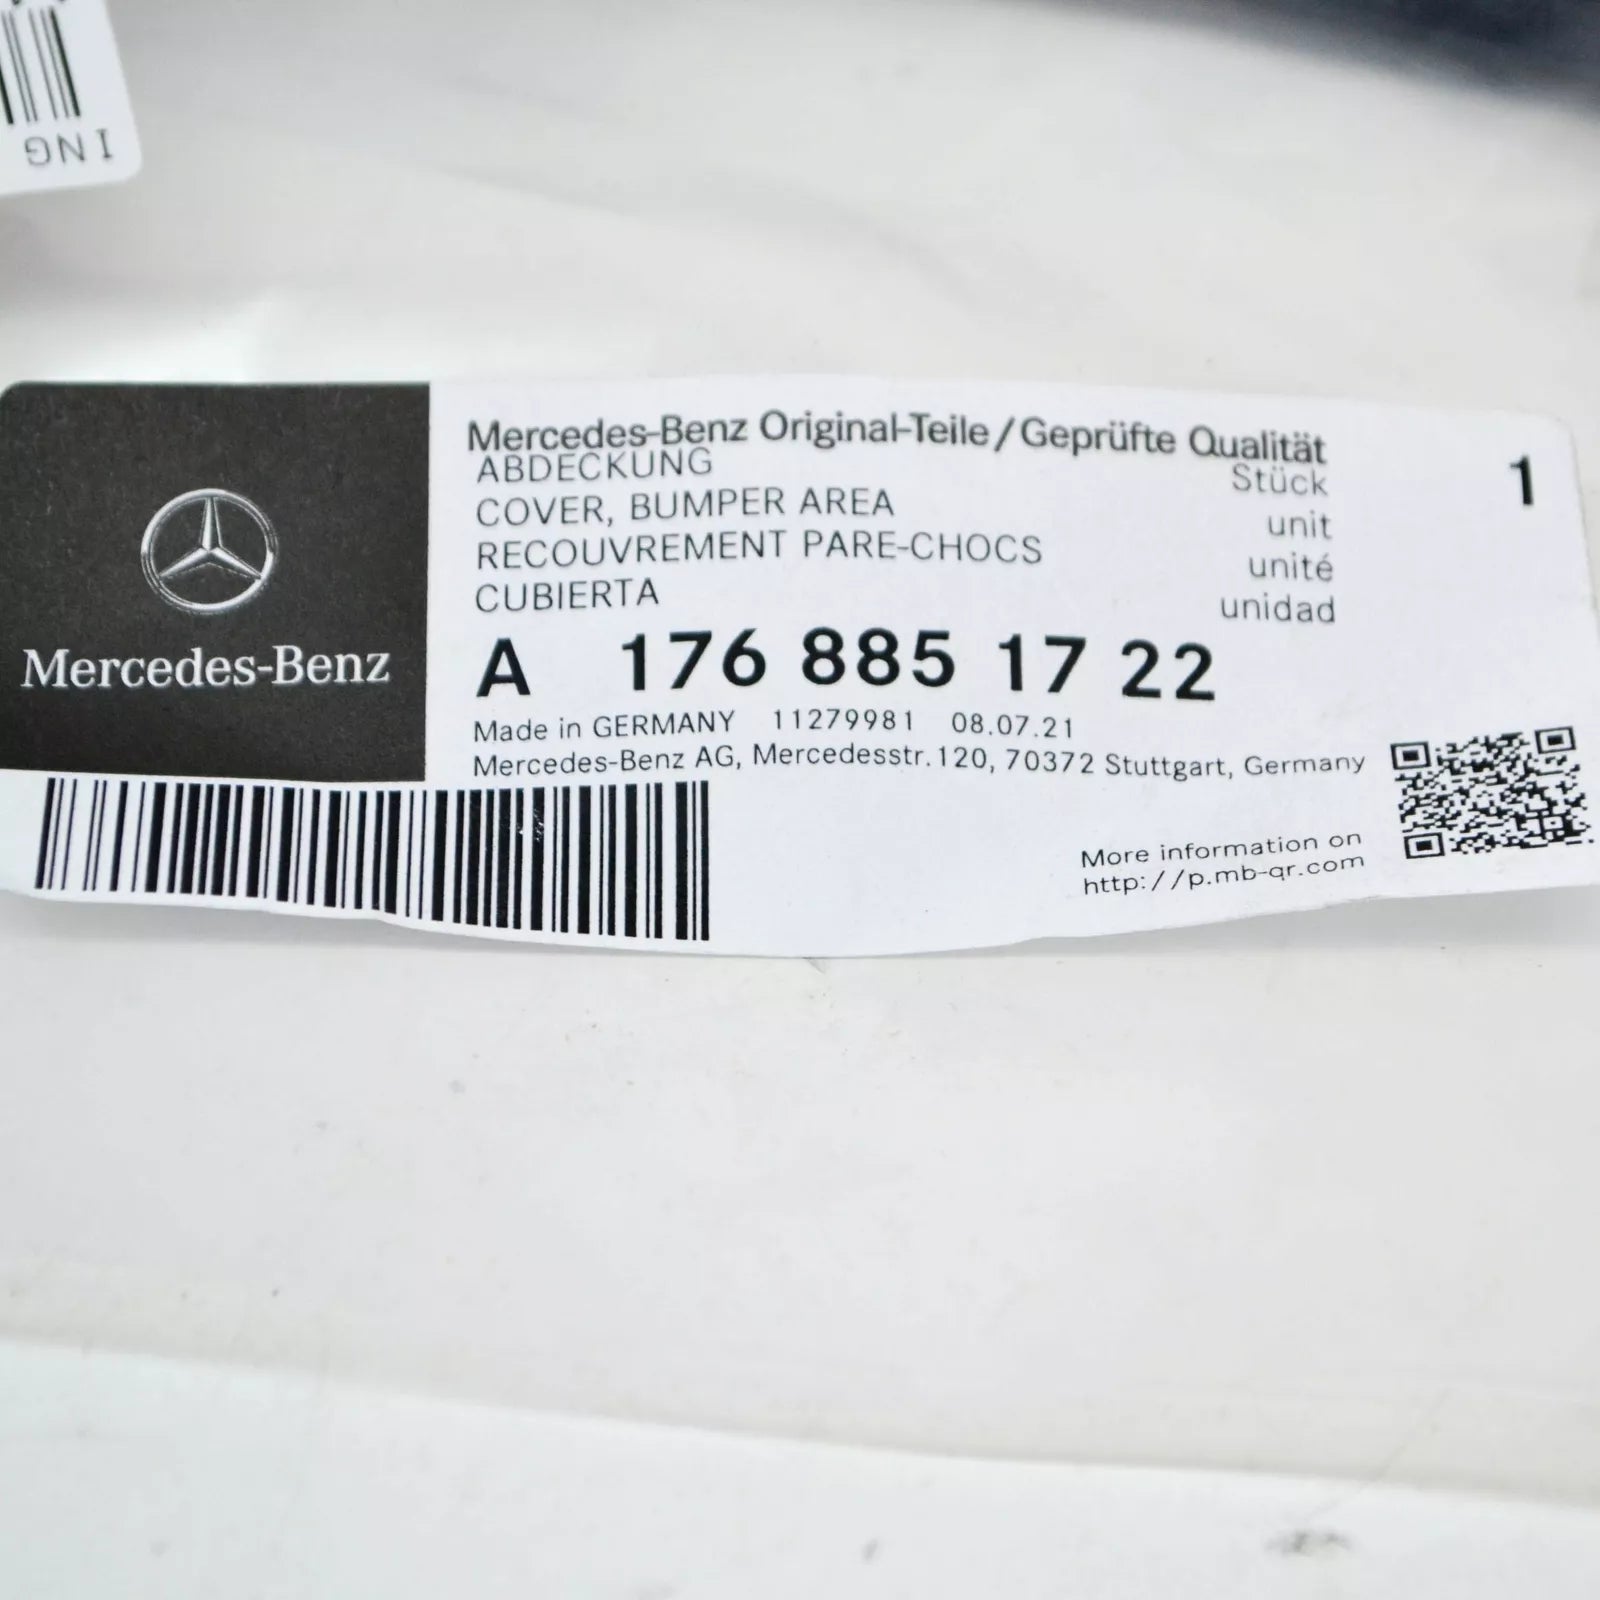 ING
Mercedes-Benz
Mercedes-Benz Original-Teile/Geprüfte Qualität
ABDECKUNG Stück 1
COVER, BUMPER AREA unit
RECOUVREMENT PARE-CHOCS unité
CUBIERTA unidad
A 176 885 17 22
Made in GERMANY 11279981 08.07.21
Mercedes-Benz AG, Mercedesstr.120, 70372 Stuttgart, Germany
More information on
http://p.mb-qr.com